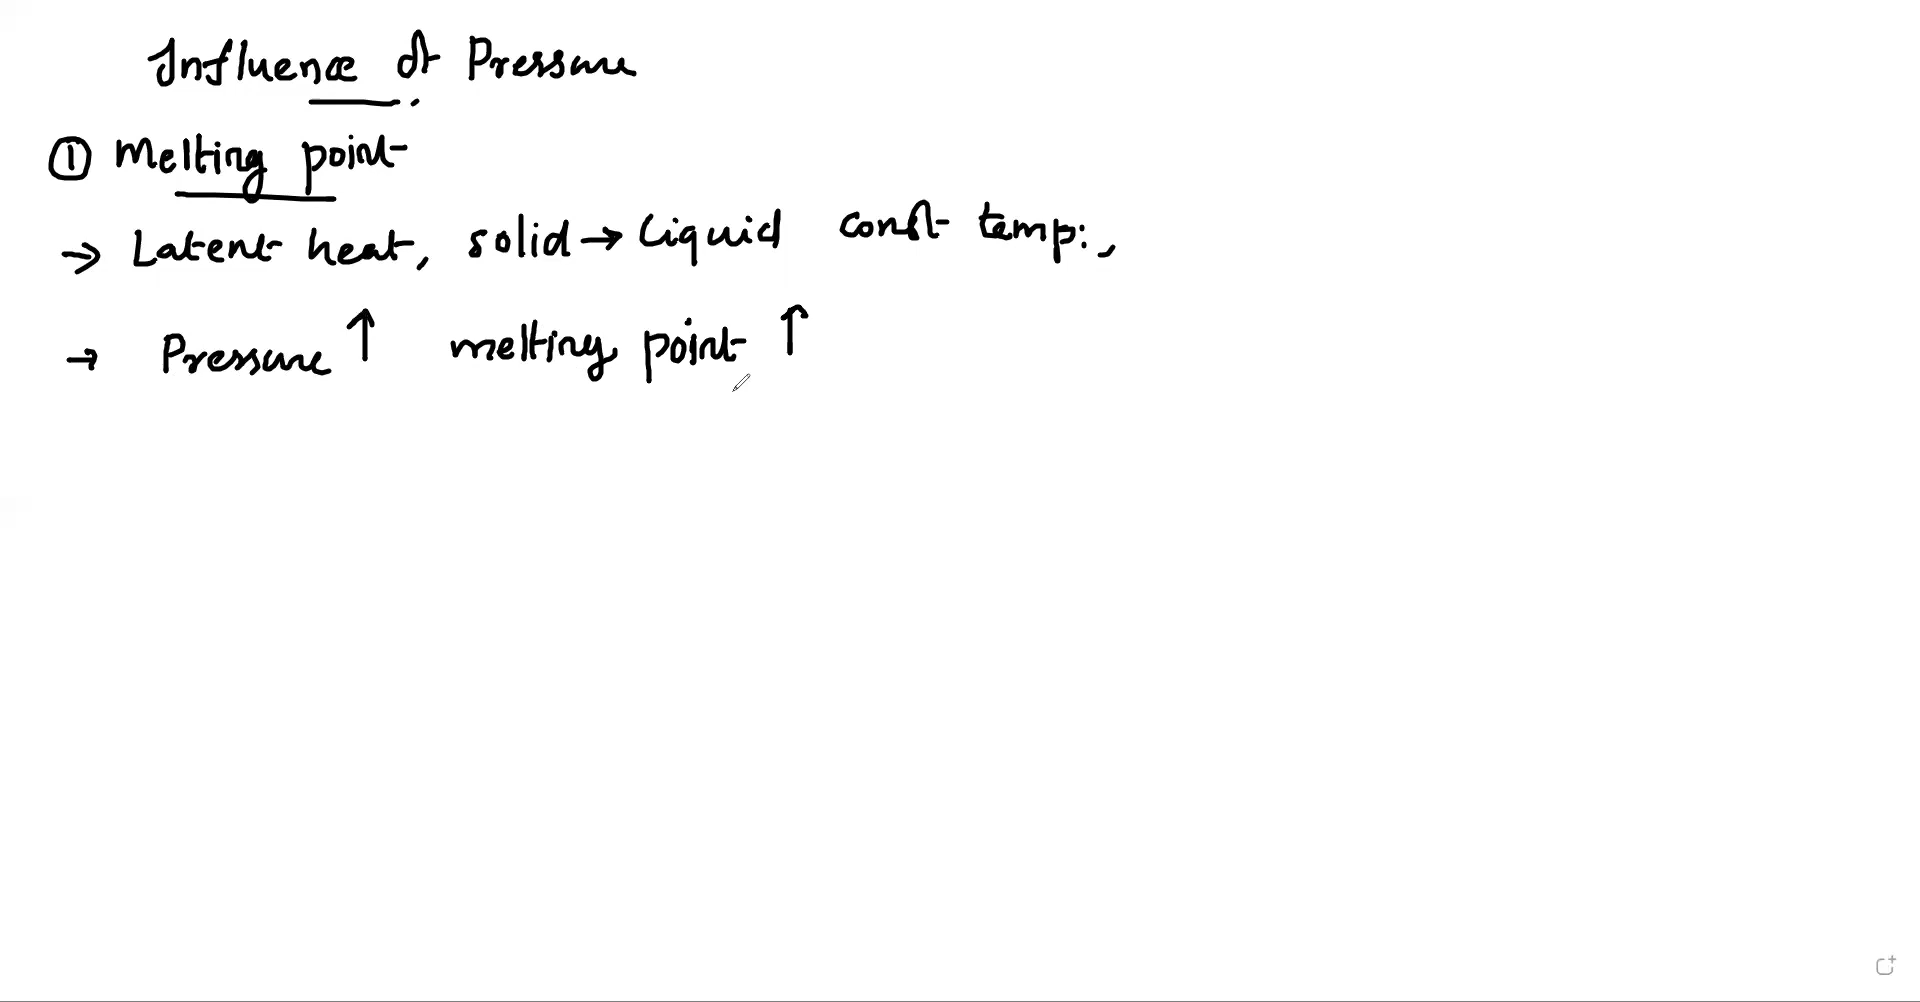 Influence of Pressure
① Melting point
→ Latent heat, solid → Liquid const temp:,
→ Pressure ↑ melting point ↑